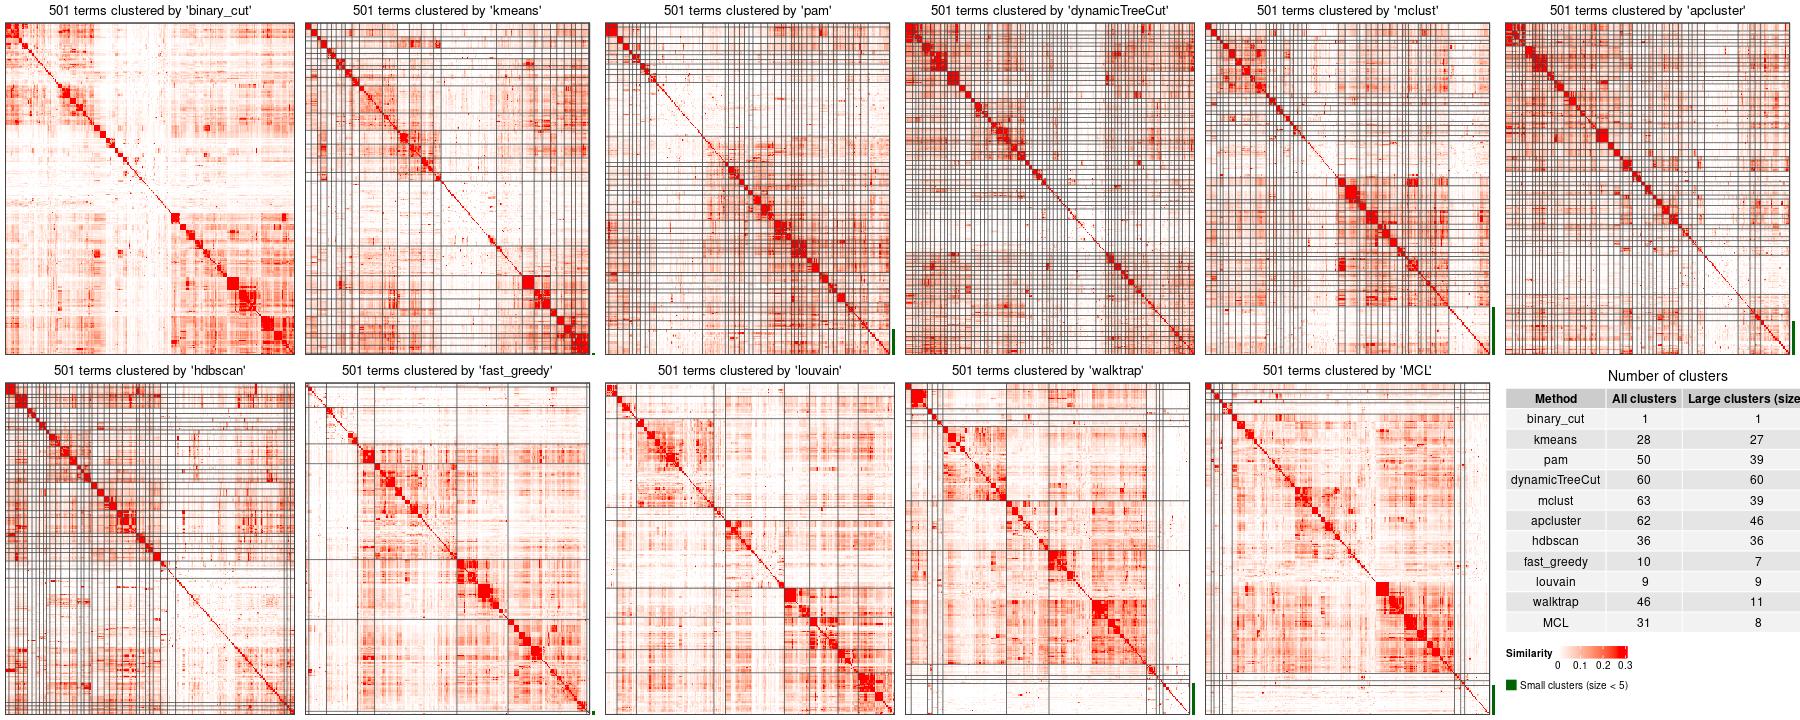 501 terms clustered by 'binary_cut'
501 terms clustered by 'kmeans'
501 terms clustered by 'pam'
501 terms clustered by 'dynamicTreeCut'
501 terms clustered by 'mclust'
501 terms clustered by 'apcluster'
501 terms clustered by 'hdbscan'
501 terms clustered by 'fast_greedy'
501 terms clustered by 'louvain'
501 terms clustered by 'walktrap'
501 terms clustered by 'MCL'
Number of clusters
Method All clusters Large clusters (size
binary_cut 1 1
kmeans 28 27
pam 50 39
dynamicTreeCut 60 60
mclust 63 39
apcluster 62 46
hdbscan 36 36
fast_greedy 10 7
louvain 9 9
walktrap 46 11
MCL 31 8
Similarity
0 0.1 0.2 0.3
Small clusters (size < 5)